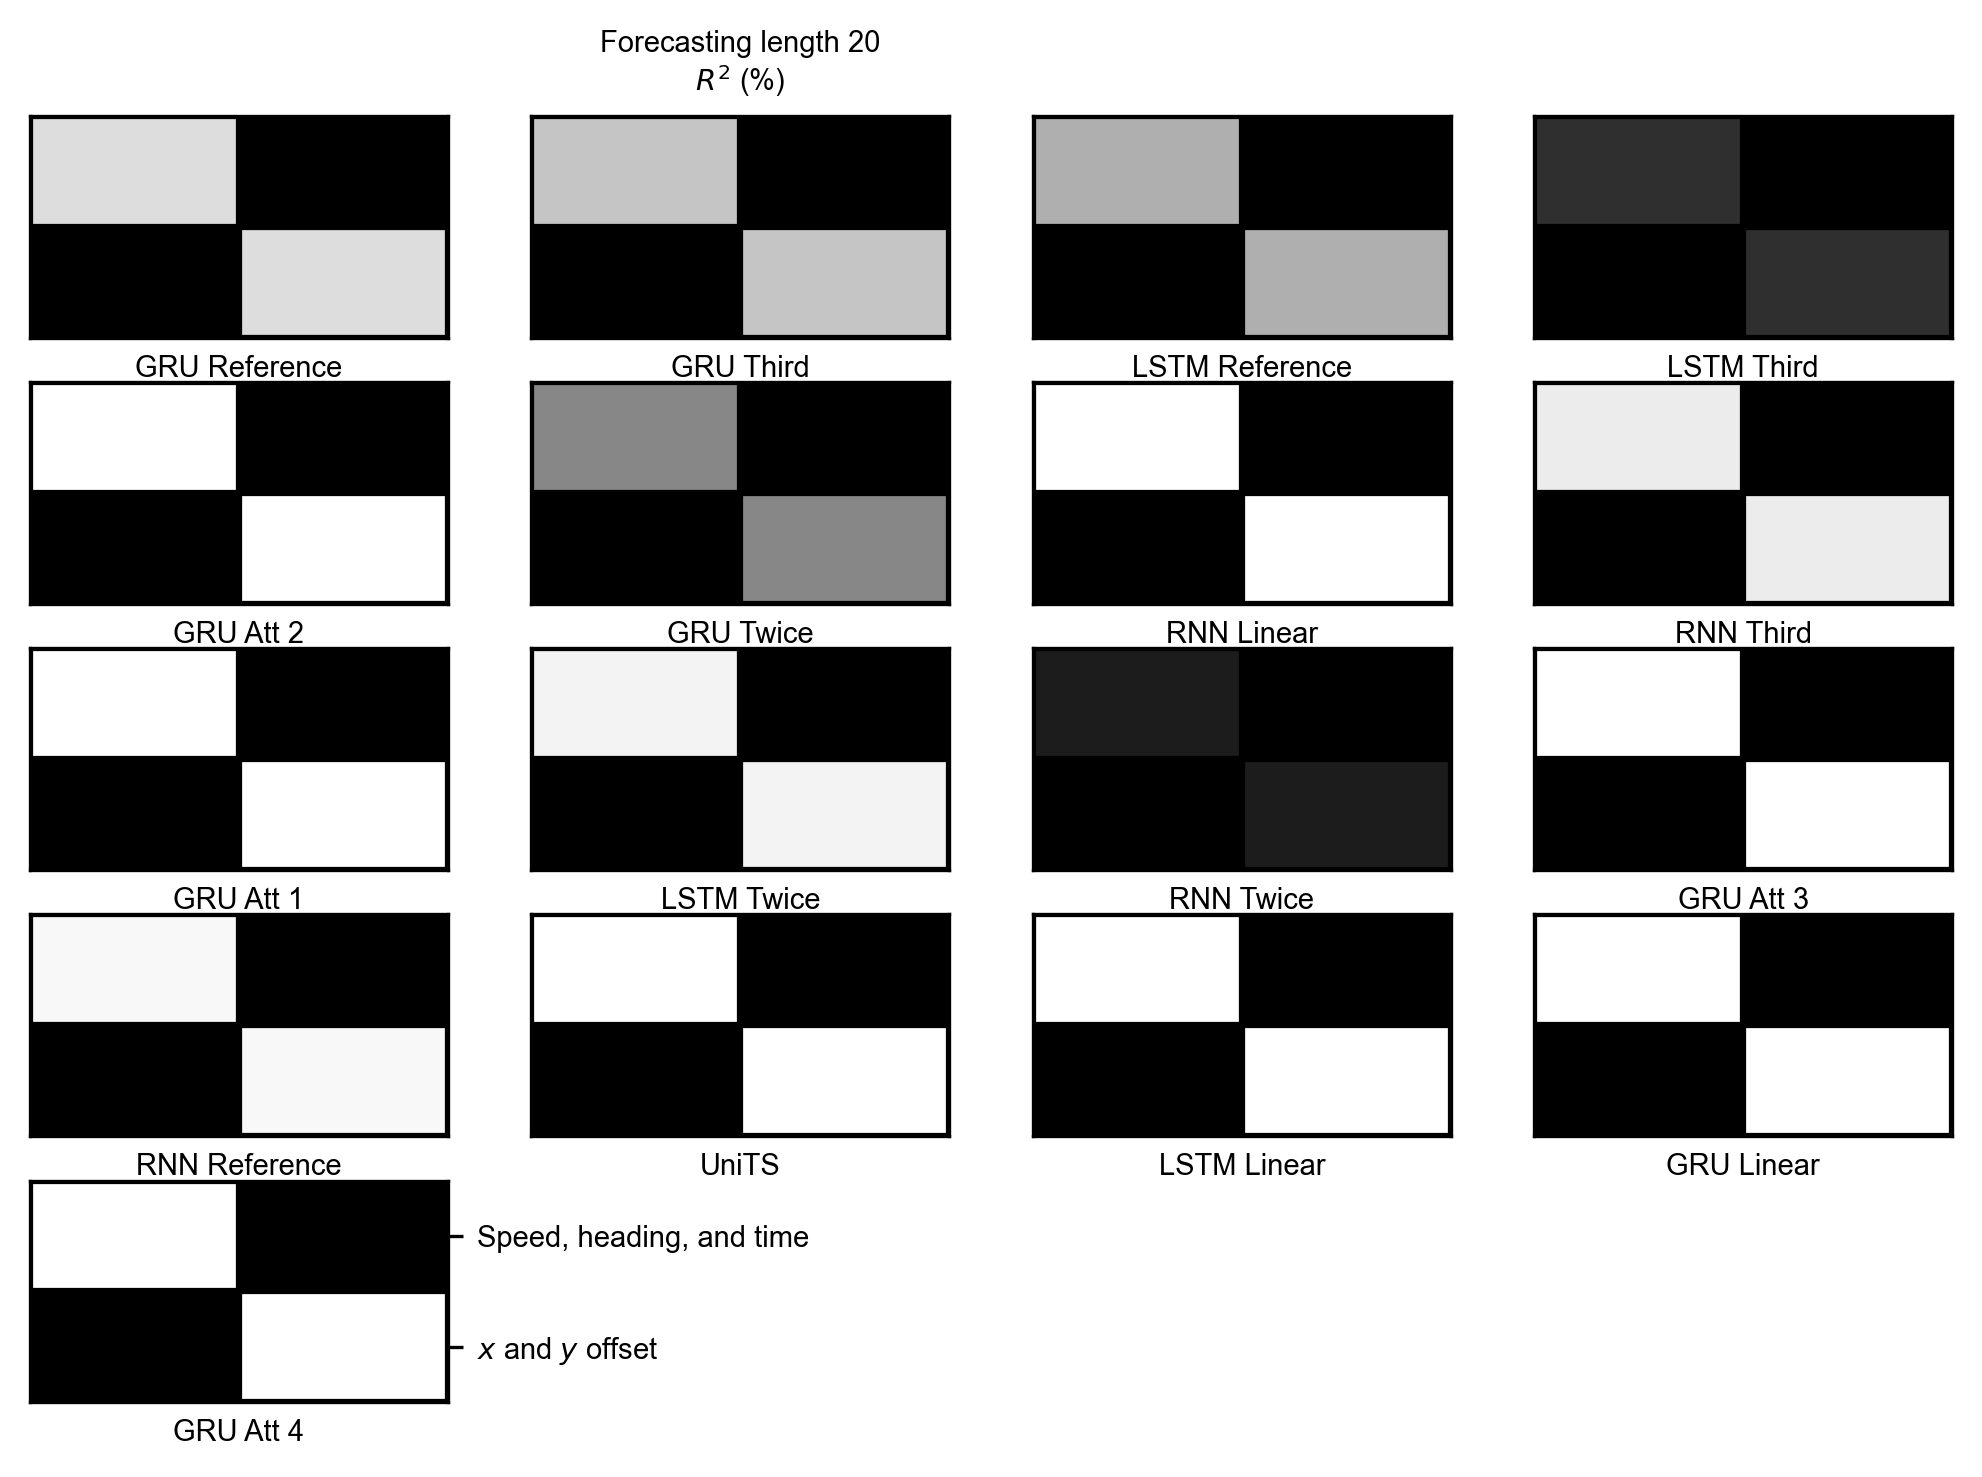 Forecasting length 20
R² (%)
GRU Reference
GRU Third
LSTM Reference
LSTM Third
GRU Att 2
GRU Twice
RNN Linear
RNN Third
GRU Att 1
LSTM Twice
RNN Twice
GRU Att 3
RNN Reference
UniTS
LSTM Linear
GRU Linear
Speed, heading, and time
x and y offset
GRU Att 4